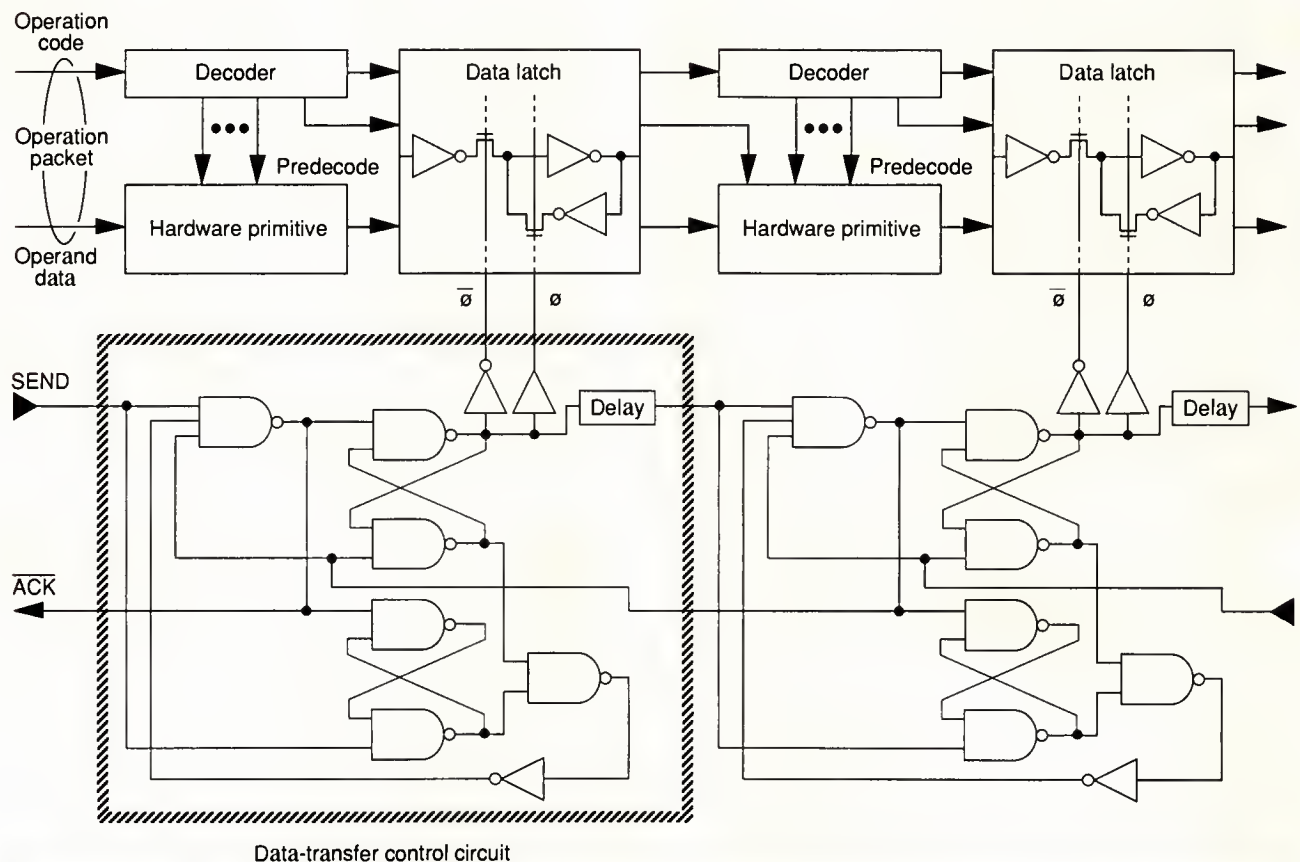 Operation
code
Decoder
Data latch
Decoder
Data latch
Operation
packet
Predecode
Predecode
Hardware primitive
Hardware primitive
Operand
data
ø̅
ø
ø̅
ø
SEND
Delay
Delay
A̅C̅K̅
Data-transfer control circuit